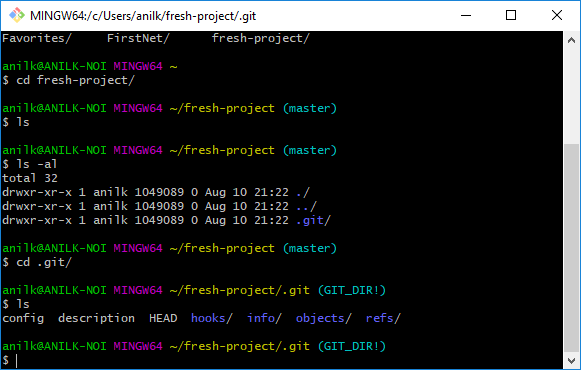 MINGW64:/c/Users/anilk/fresh-project/.git
Favorites/     FirstNet/      fresh-project/
anilk@ANILK-NOI MINGW64 ~
$ cd fresh-project/
anilk@ANILK-NOI MINGW64 ~/fresh-project (master)
$ ls
anilk@ANILK-NOI MINGW64 ~/fresh-project (master)
$ ls -al
total 32
drwxr-xr-x 1 anilk 1049089 0 Aug 10 21:22 ./
drwxr-xr-x 1 anilk 1049089 0 Aug 10 21:22 ../
drwxr-xr-x 1 anilk 1049089 0 Aug 10 21:22 .git/
anilk@ANILK-NOI MINGW64 ~/fresh-project (master)
$ cd .git/
anilk@ANILK-NOI MINGW64 ~/fresh-project/.git (GIT_DIR!)
$ ls
config  description  HEAD  hooks/  info/  objects/  refs/
anilk@ANILK-NOI MINGW64 ~/fresh-project/.git (GIT_DIR!)
$